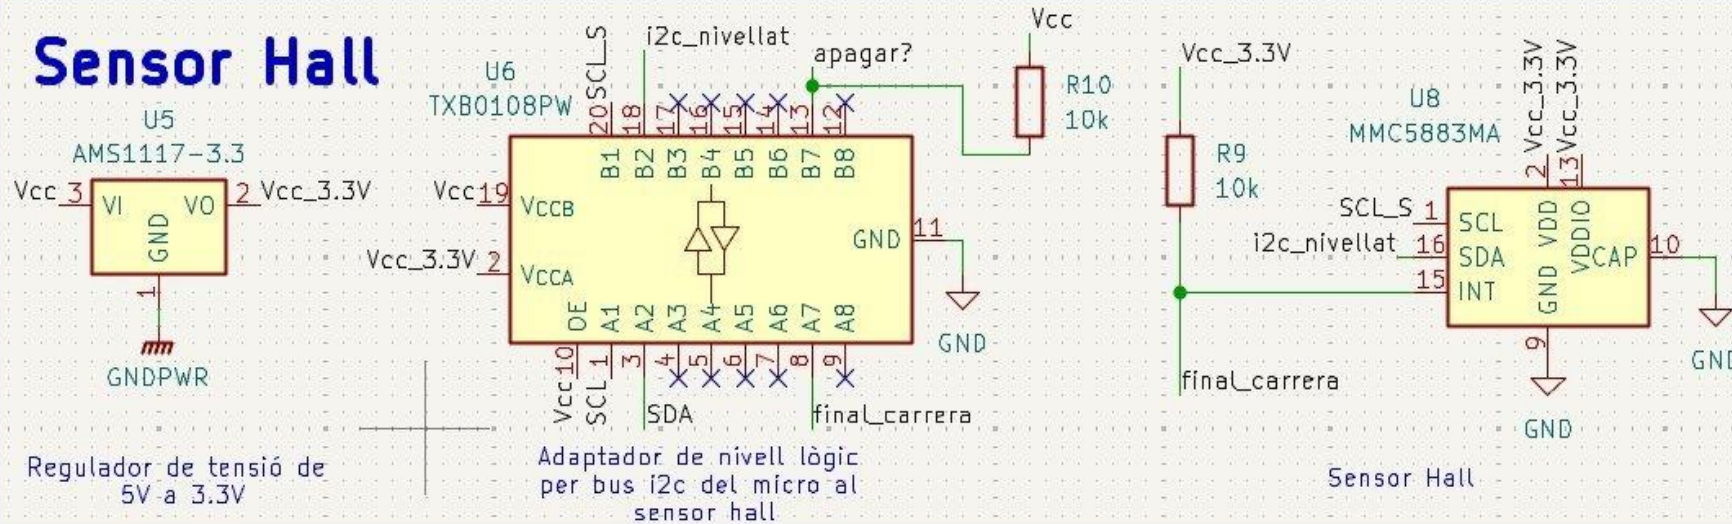 Sensor Hall
U5
AMS1117-3.3
Vcc 3 VI VO 2 Vcc_3.3V
GND
1
GNDPWR
Regulador de tensió de
5V a 3.3V
U6
TXB0108PW
SCL_S
i2c_nivellat
apagar?
20 18 17 16 15 14 13 12
B1 B2 B3 B4 B5 B6 B7 B8
Vcc 19 VCCB
Vcc_3.3V 2 VCCA
GND 11
GND
OE A1 A2 A3 A4 A5 A6 A7 A8
10 1 3 4 5 6 7 8 9
Vcc
SCL
SDA
final_carrera
Adaptador de nivell lògic
per bus i2c del micro al
sensor hall
Vcc
R10
10k
Vcc_3.3V
R9
10k
final_carrera
U8
MMC5883MA
Vcc_3.3V
Vcc_3.3V
2 13
SCL_S 1 SCL
i2c_nivellat 16 SDA
15 INT
VDD
VDDIO
GND
CAP 10
9
GND
GND
Sensor Hall